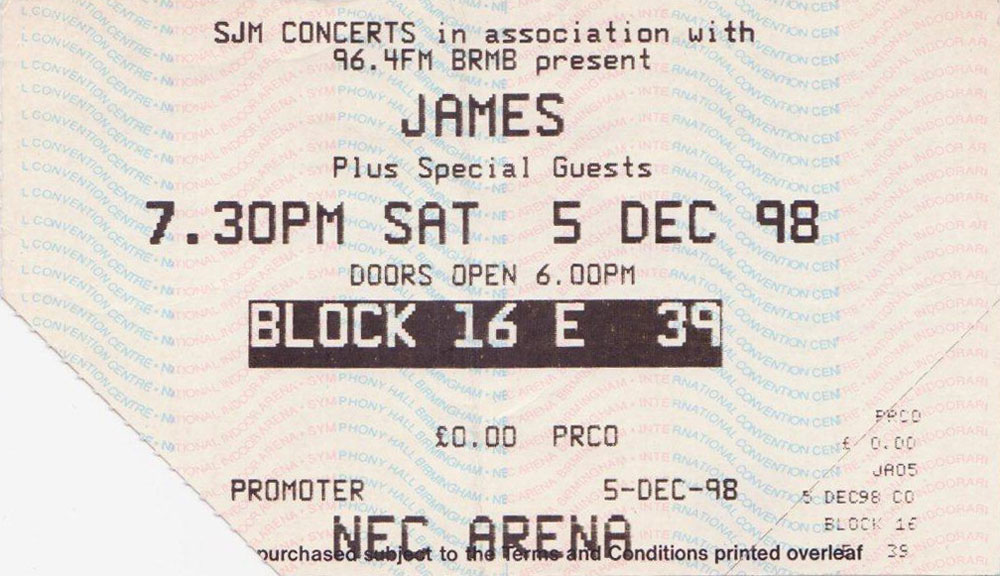 SJM CONCERTS in association with
96.4FM BRMB present
JAMES
Plus Special Guests
7.30PM SAT 5 DEC 98
DOORS OPEN 6.00PM
BLOCK 16 E 39
£0.00 PRCO
PROMOTER 5-DEC-98
NEC ARENA
purchased subject to the Terms and Conditions printed overleaf
PRCO
£ 0.00
JA05
5 DEC98 CO
BLOCK 16
39